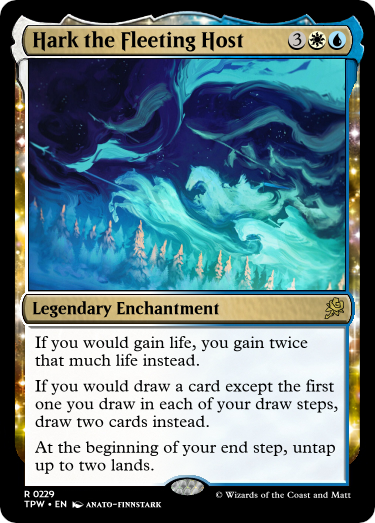 Hark the Fleeting Host 3
Legendary Enchantment
If you would gain life, you gain twice
that much life instead.
If you would draw a card except the first
one you draw in each of your draw steps,
draw two cards instead.
At the beginning of your end step, untap
up to two lands.
R 0229
TPW • EN ANATO-FINNSTARK
© Wizards of the Coast and Matt